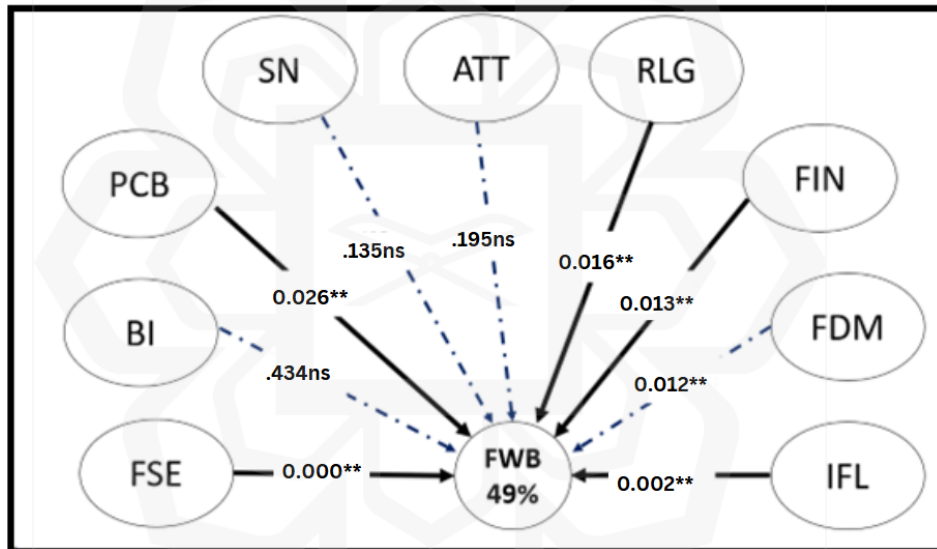 SN
ATT
RLG
PCB
FIN
.135ns
.195ns
0.016**
0.026**
0.013**
BI
FDM
.434ns
0.012**
FSE
0.000**
FWB
49%
0.002**
IFL